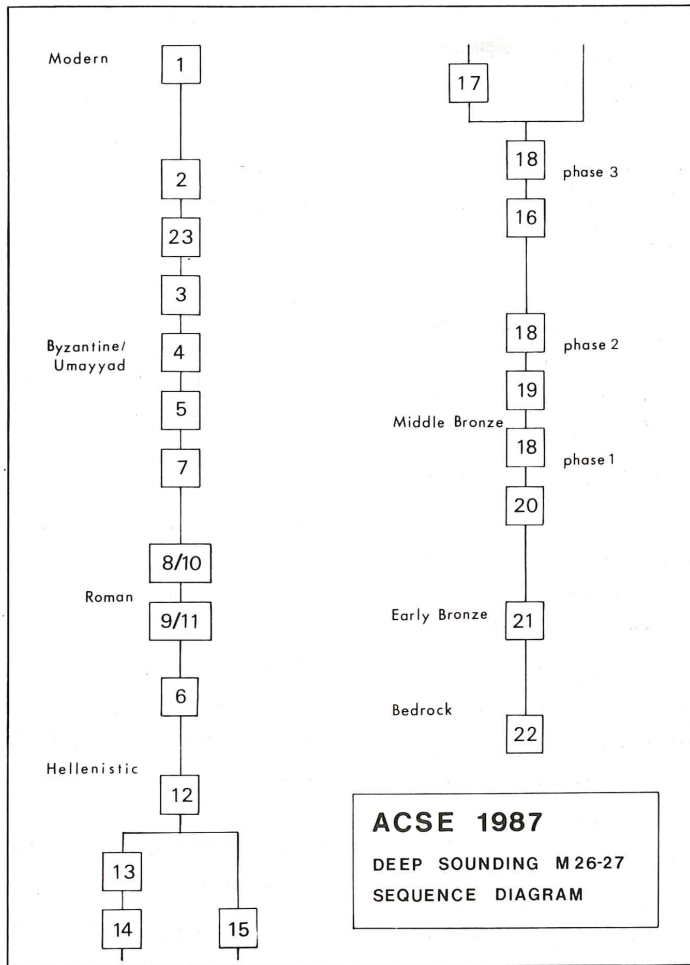 Modern
1
2
23
3
Byzantine/
Umayyad
4
5
7
8/10
Roman
9/11
6
Hellenistic
12
13
14
15
17
18
phase 3
16
18
phase 2
19
Middle Bronze
18
phase 1
20
Early Bronze
21
Bedrock
22
ACSE 1987
DEEP SOUNDING M26-27
SEQUENCE DIAGRAM